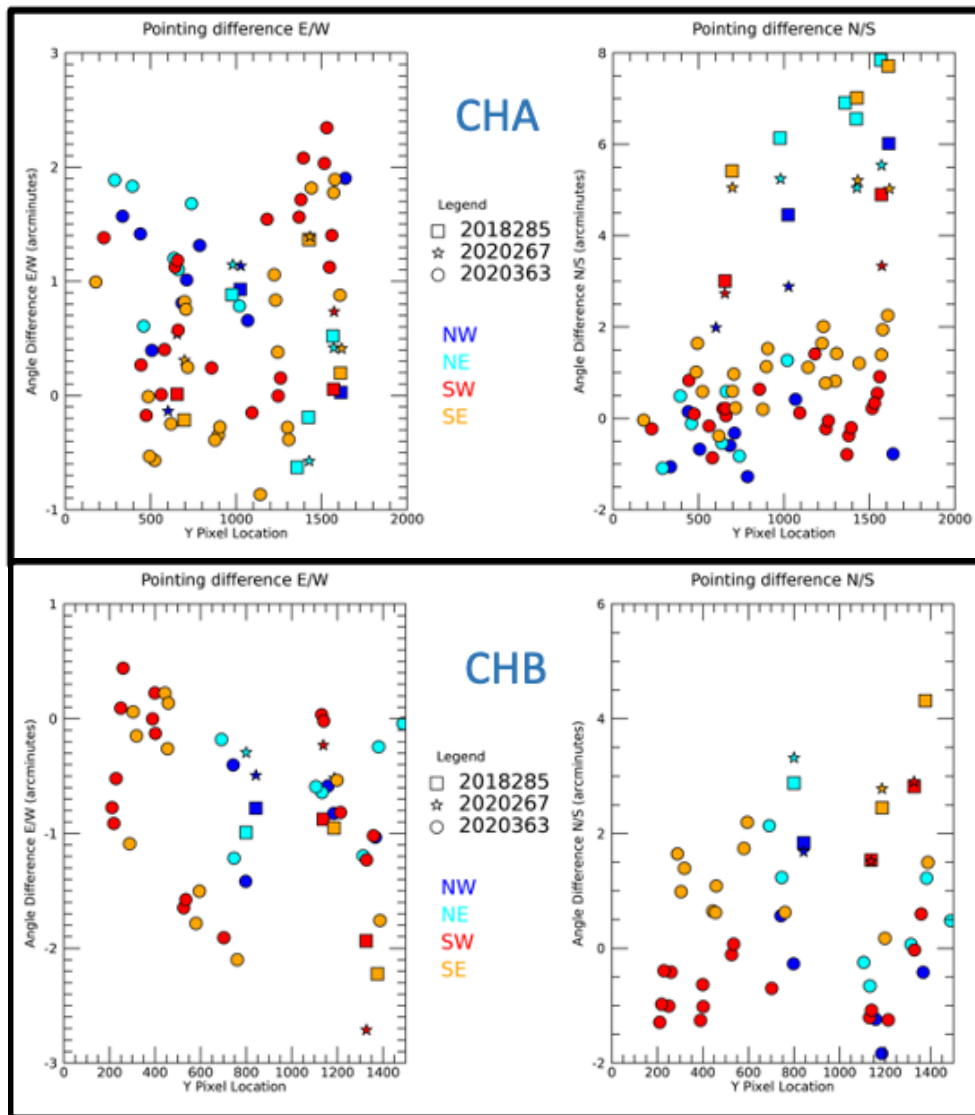 Pointing difference E/W
Pointing difference N/S
3
2
1
0
-1
Angle Difference E/W (arcminutes)
0 500 1000 1500 2000
Y Pixel Location
CHA
Legend
2018285
2020267
2020363
NW
NE
SW
SE
8
6
4
2
0
-2
Angle Difference N/S (arcminutes)
0 500 1000 1500 2000
Y Pixel Location
Pointing difference E/W
Pointing difference N/S
1
0
-1
-2
-3
Angle Difference E/W (arcminutes)
0 200 400 600 800 1000 1200 1400
Y Pixel Location
CHB
Legend
2018285
2020267
2020363
NW
NE
SW
SE
6
4
2
0
-2
Angle Difference N/S (arcminutes)
0 200 400 600 800 1000 1200 1400
Y Pixel Location